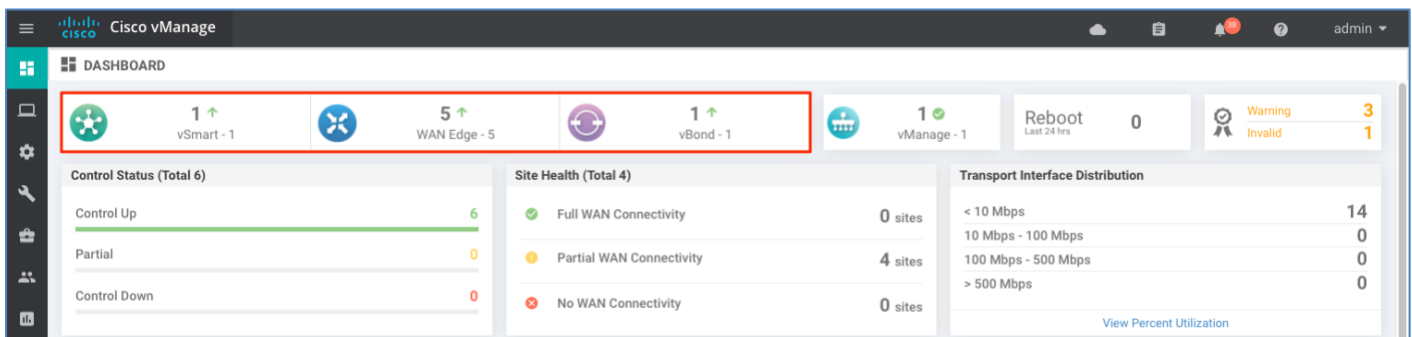 CISCO Cisco vManage 38 admin
DASHBOARD
1 vSmart - 1
5 WAN Edge - 5
1 vBond - 1
1 vManage - 1
Reboot Last 24 hrs 0
Warning 3
Invalid 1
Control Status (Total 6)
Control Up 6
Partial 0
Control Down 0
Site Health (Total 4)
Full WAN Connectivity 0 sites
Partial WAN Connectivity 4 sites
No WAN Connectivity 0 sites
Transport Interface Distribution
< 10 Mbps 14
10 Mbps - 100 Mbps 0
100 Mbps - 500 Mbps 0
> 500 Mbps 0
View Percent Utilization